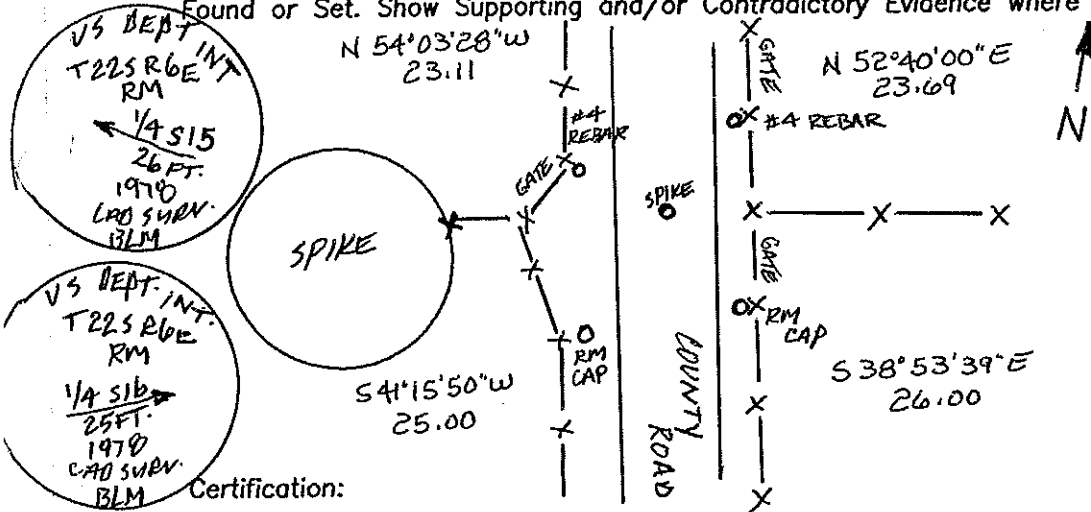 Found or Set. Show Supporting and/or Contradictory Evidence where
US DEPT INT
T22S R6E
RM
1/4 S15
26 FT.
1978
CAD SURV.
BLM
N 54°03'28"W
23.11
#4
REBAR
GATE
SPIKE
SPIKE
GATE
#4 REBAR
N 52°40'00"E
23.69
N
GATE
US DEPT. INT.
T22S R6E
RM
1/4 S16
25FT.
1978
CAD SURV.
BLM
S41°15'50"W
25.00
RM
CAP
COUNTY
ROAD
RM
CAP
S 38°53'39"E
26.00
Certification: